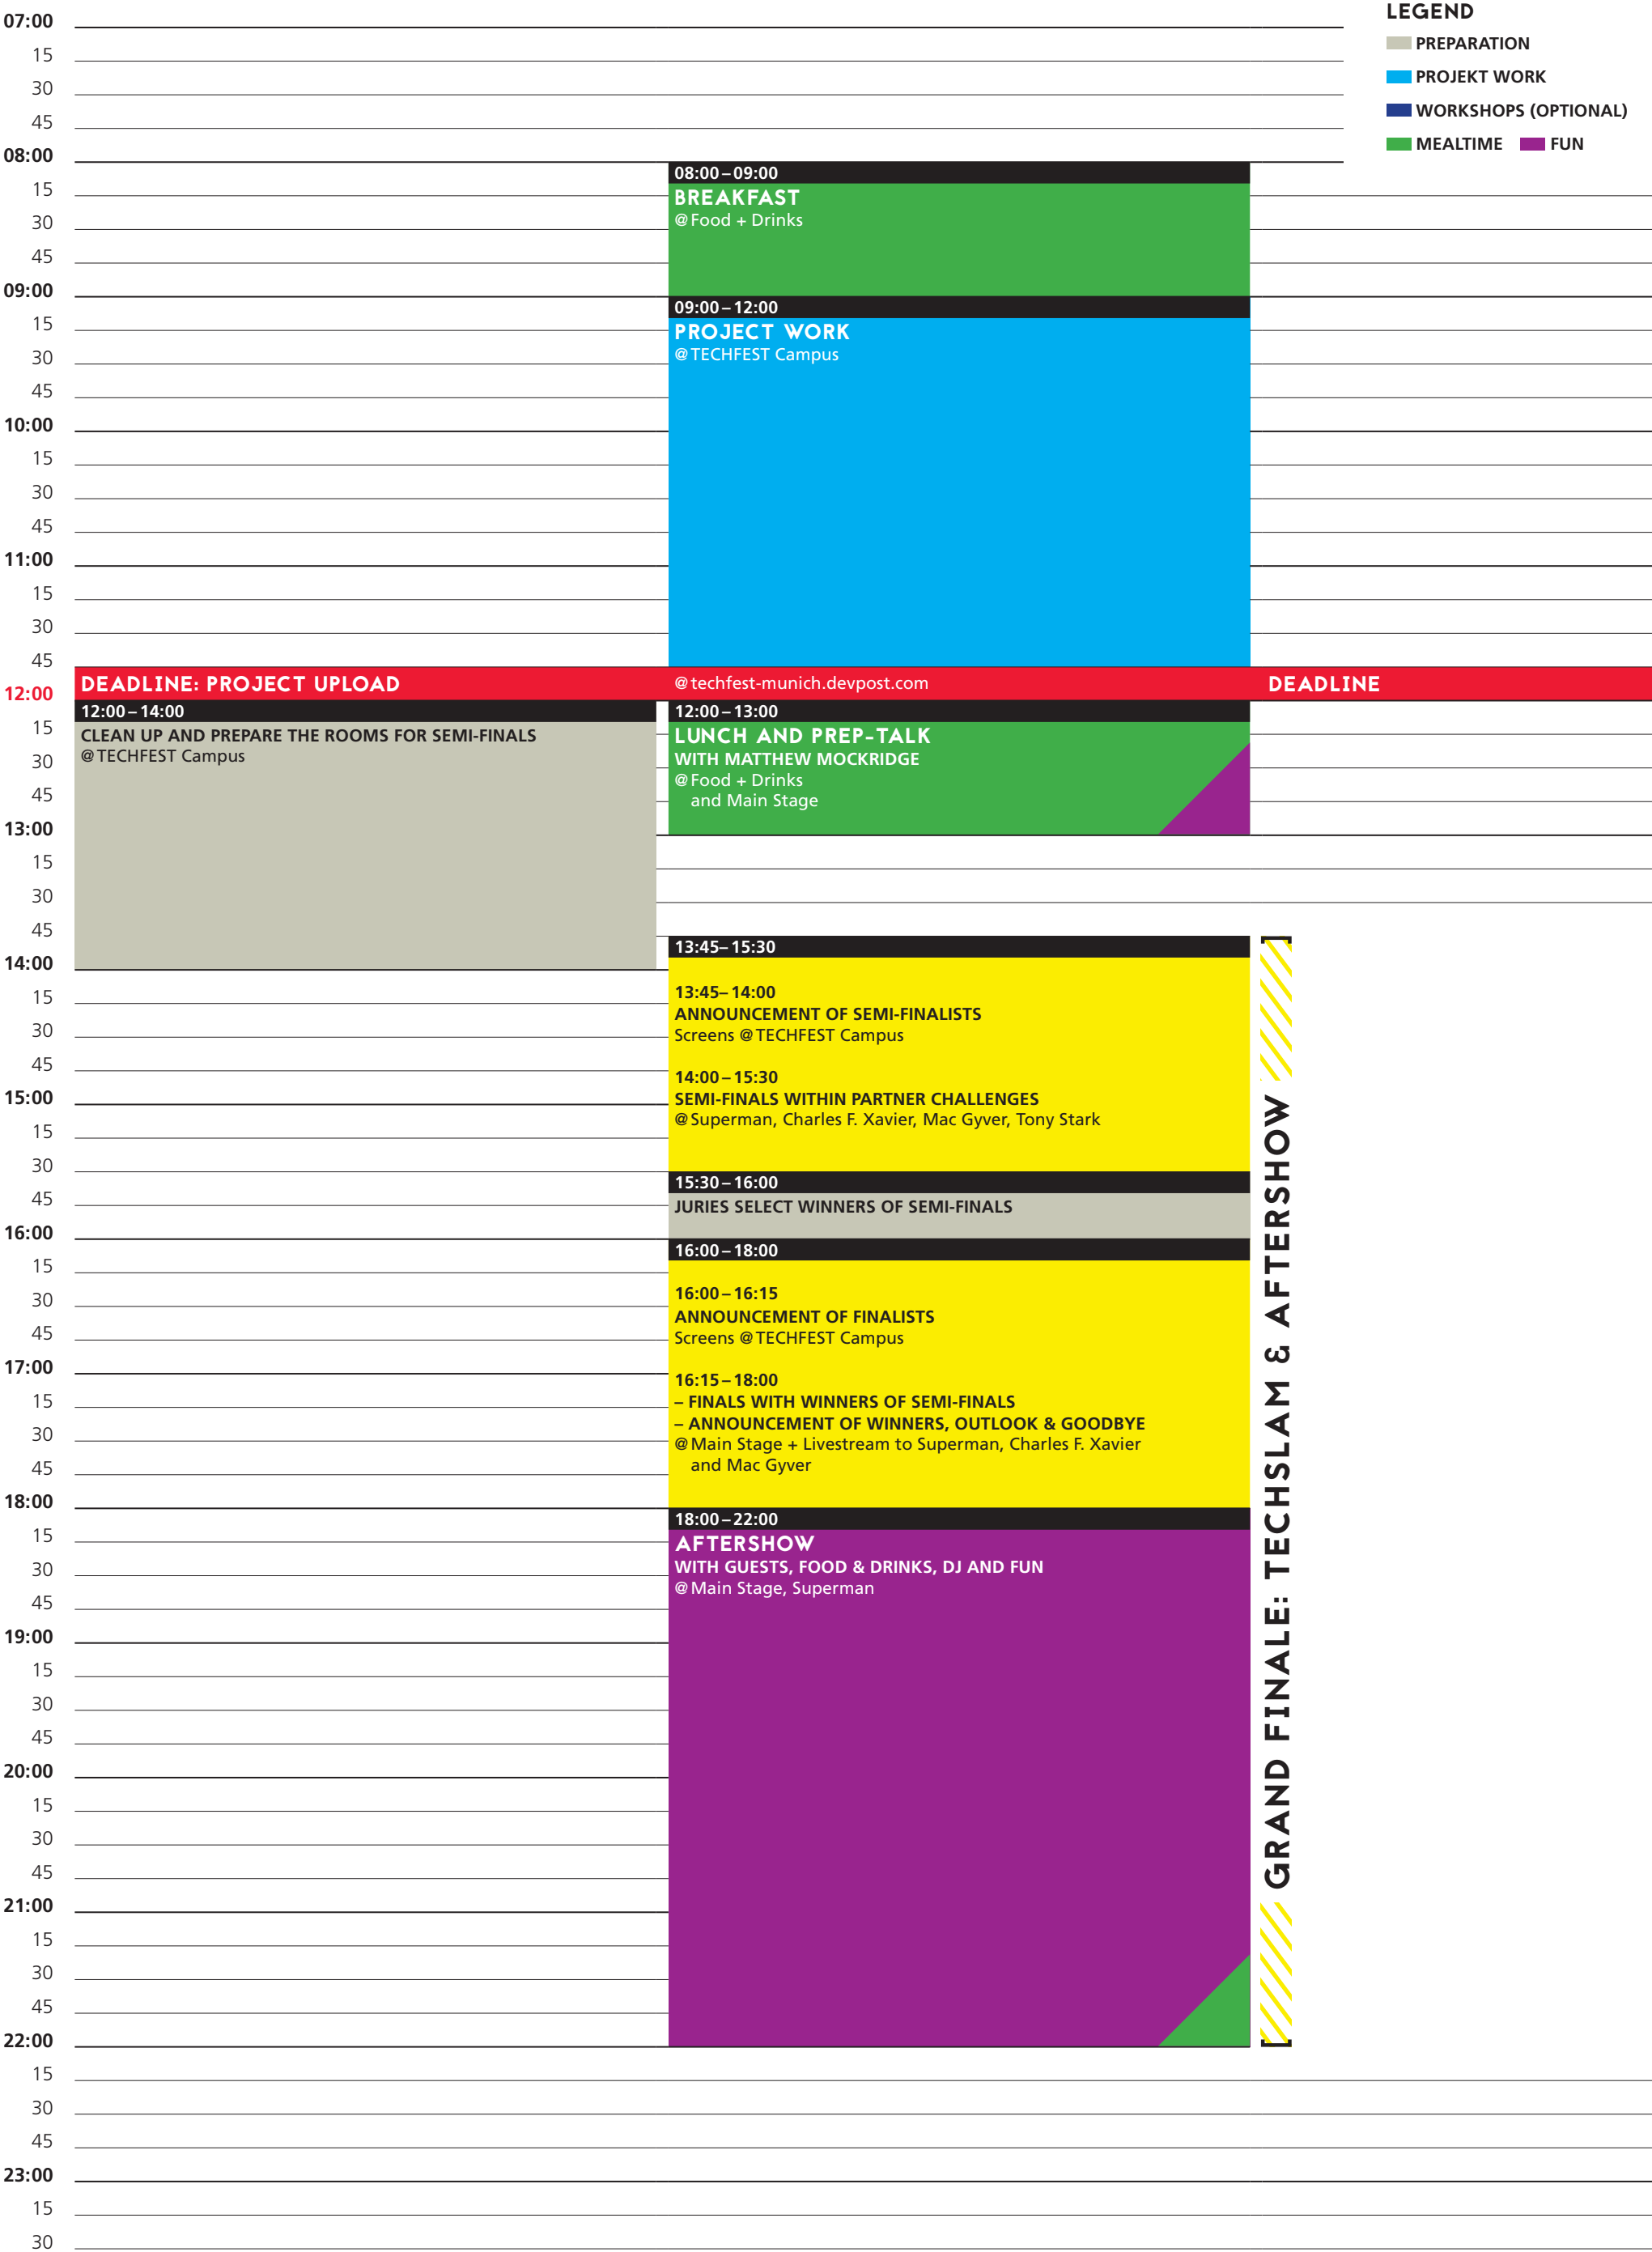 LEGEND
PREPARATION
PROJEKT WORK
WORKSHOPS (OPTIONAL)
MEALTIME FUN
07:00
15
30
45
08:00
08:00–09:00
BREAKFAST
@Food + Drinks
15
30
45
09:00
09:00–12:00
PROJECT WORK
@TECHFEST Campus
15
30
45
10:00
15
30
45
11:00
15
30
45
12:00
DEADLINE: PROJECT UPLOAD @techfest-munich.devpost.com DEADLINE
12:00–14:00
CLEAN UP AND PREPARE THE ROOMS FOR SEMI-FINALS
@TECHFEST Campus
12:00–13:00
LUNCH AND PREP-TALK
WITH MATTHEW MOCKRIDGE
@Food + Drinks
and Main Stage
15
30
45
13:00
15
30
45
13:45–15:30
13:45–14:00
ANNOUNCEMENT OF SEMI-FINALISTS
Screens @TECHFEST Campus
14:00–15:30
SEMI-FINALS WITHIN PARTNER CHALLENGES
@Superman, Charles F. Xavier, Mac Gyver, Tony Stark
14:00
15
30
45
15:00
15
30
15:30–16:00
JURIES SELECT WINNERS OF SEMI-FINALS
45
16:00
16:00–18:00
16:00–16:15
ANNOUNCEMENT OF FINALISTS
Screens @TECHFEST Campus
16:15–18:00
– FINALS WITH WINNERS OF SEMI-FINALS
– ANNOUNCEMENT OF WINNERS, OUTLOOK & GOODBYE
@Main Stage + Livestream to Superman, Charles F. Xavier
and Mac Gyver
15
30
45
17:00
15
30
45
18:00
18:00–22:00
AFTERSHOW
WITH GUESTS, FOOD & DRINKS, DJ AND FUN
@Main Stage, Superman
15
30
45
19:00
15
30
45
20:00
15
30
45
21:00
15
30
45
22:00
15
30
45
23:00
15
30
GRAND FINALE: TECHSLAM & AFTERSHOW